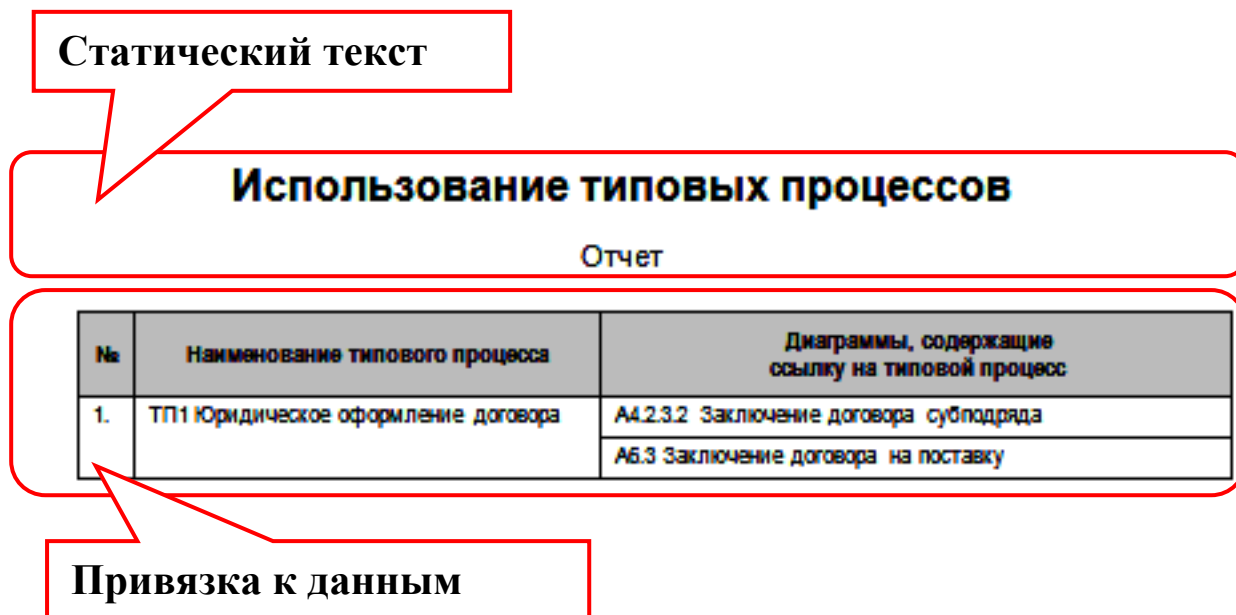 Статический текст
Использование типовых процессов
Отчет
№
Наименование типового процесса
Диаграммы, содержащие
ссылку на типовой процесс
1.
ТП1 Юридическое оформление договора
А4.2.3.2 Заключение договора субподряда
А5.3 Заключение договора на поставку
Привязка к данным